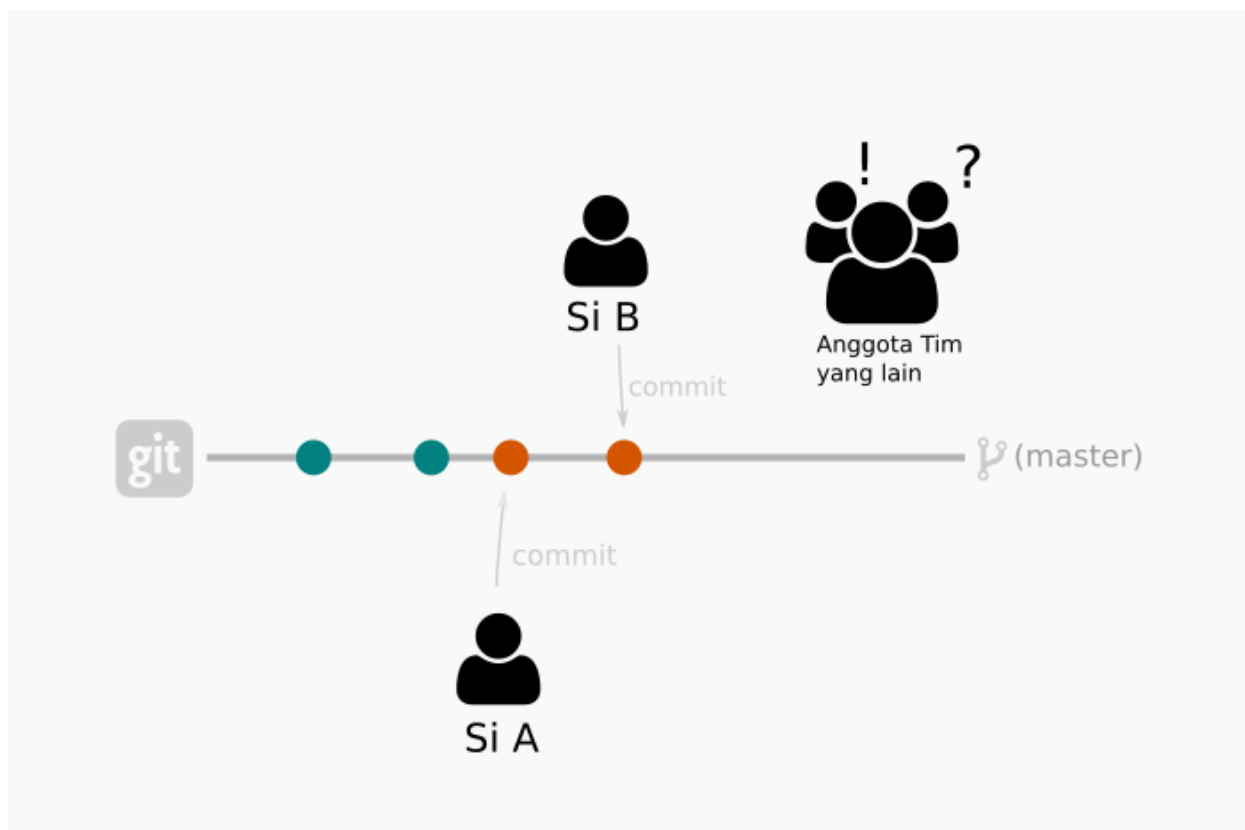 ! ?
Si B
Anggota Tim
yang lain
commit
git
(master)
commit
Si A